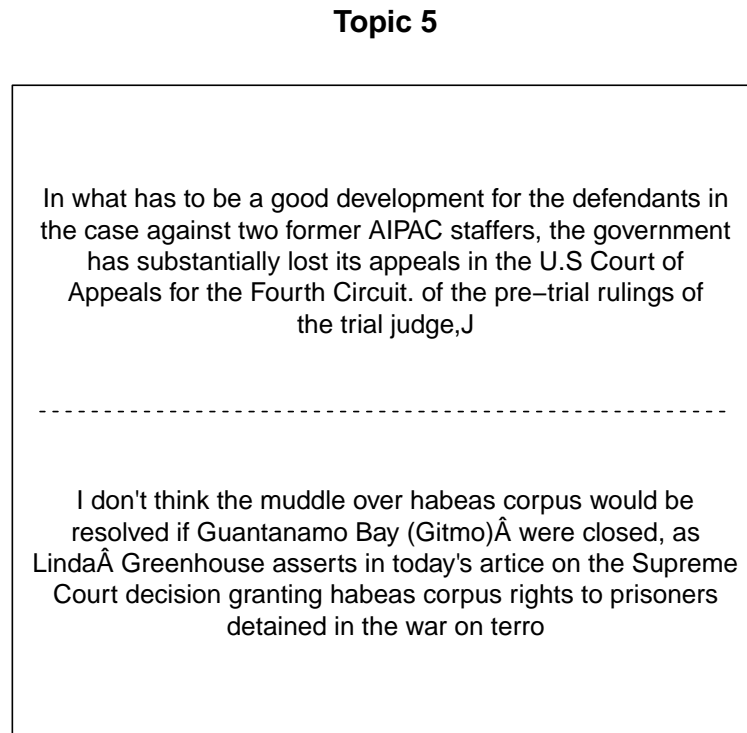 Topic 5
In what has to be a good development for the defendants in
the case against two former AIPAC staffers, the government
has substantially lost its appeals in the U.S Court of
Appeals for the Fourth Circuit. of the pre−trial rulings of
the trial judge,J
I don't think the muddle over habeas corpus would be
resolved if Guantanamo Bay (Gitmo)Â were closed, as
LindaÂ Greenhouse asserts in today's artice on the Supreme
Court decision granting habeas corpus rights to prisoners
detained in the war on terro